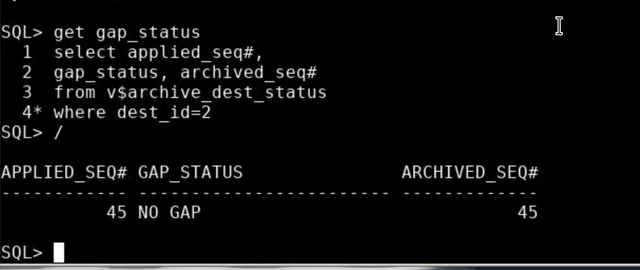 SQL> get gap_status
1 select applied_seq#,
2 gap_status, archived_seq#
3 from v$archive_dest_status
4* where dest_id=2
SQL> /
APPLIED_SEQ# GAP_STATUS ARCHIVED_SEQ#
------------ ------------------------ -------------
45 NO GAP 45
SQL>